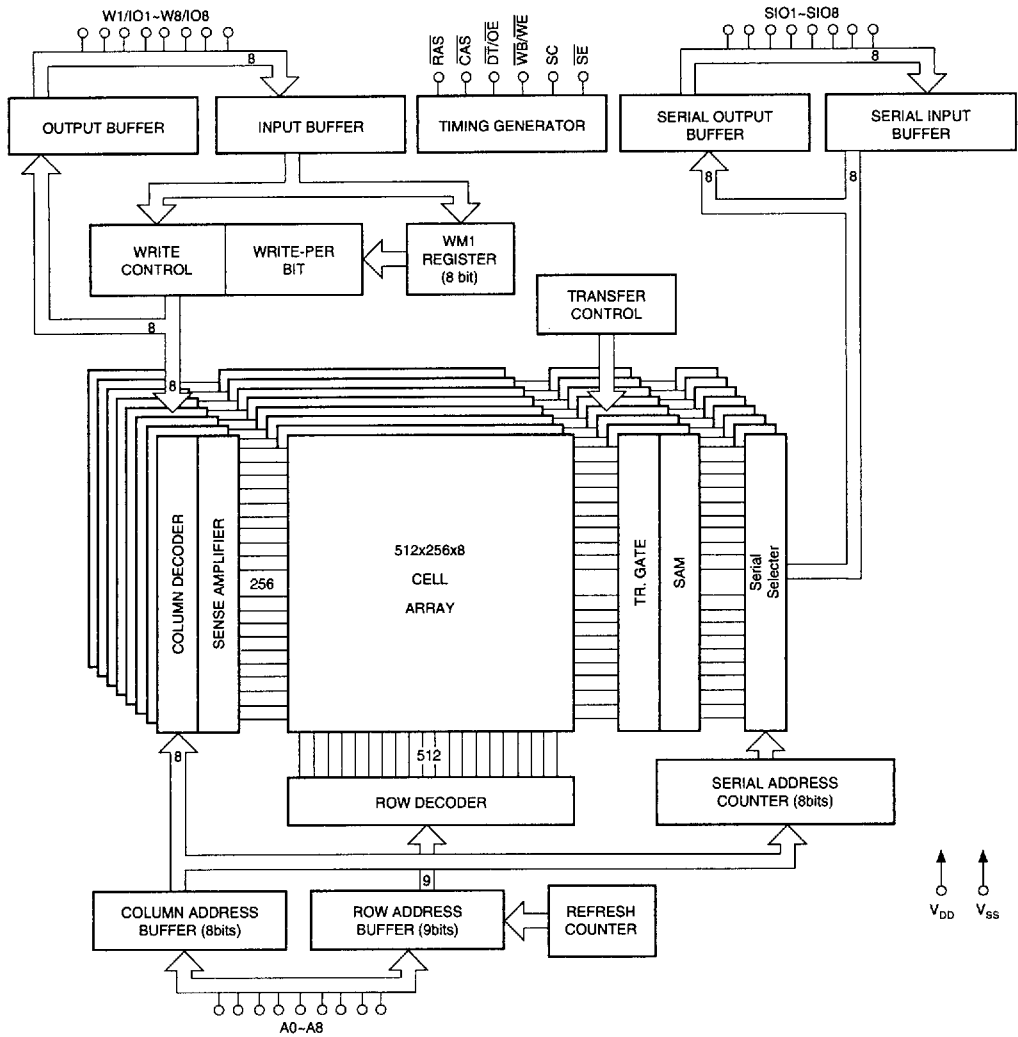 W1/IO1~W8/IO8
SIO1~SIO8
8
8
RAS
CAS
DT/OE
WB/WE
SC
SE
OUTPUT BUFFER
INPUT BUFFER
TIMING GENERATOR
SERIAL OUTPUT
BUFFER
SERIAL INPUT
BUFFER
8
8
WRITE
CONTROL
WRITE-PER
BIT
WM1
REGISTER
(8 bit)
TRANSFER
CONTROL
8
8
COLUMN DECODER
SENSE AMPLIFIER
256
512x256x8
CELL
ARRAY
TR. GATE
SAM
Serial
Selecter
8
512
ROW DECODER
SERIAL ADDRESS
COUNTER (8bits)
9
COLUMN ADDRESS
BUFFER (8bits)
ROW ADDRESS
BUFFER (9bits)
REFRESH
COUNTER
VDD
VSS
A0~A8